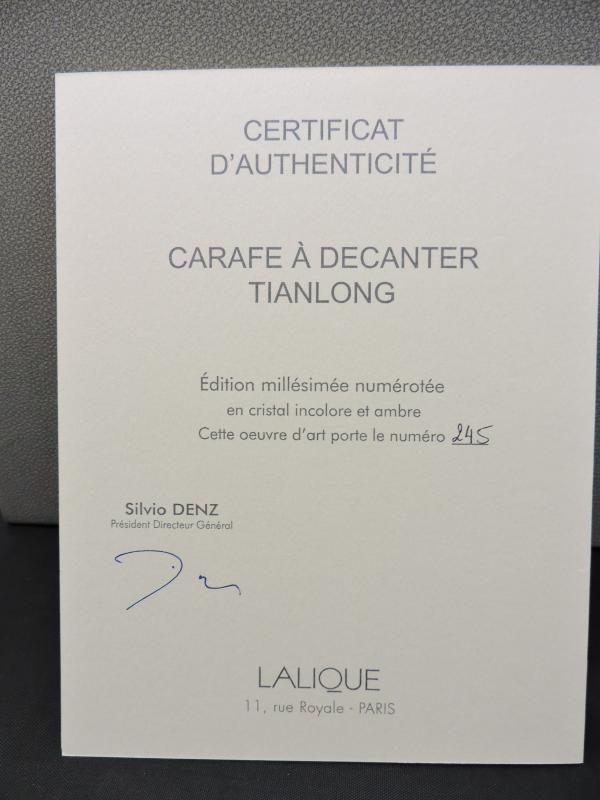 CERTIFICAT
D'AUTHENTICITÉ
CARAFE À DECANTER
TIANLONG
Édition millésimée numérotée
en cristal incolore et ambre
Cette oeuvre d'art porte le numéro 245
Silvio DENZ
Président Directeur Général
LALIQUE
11, rue Royale - PARIS